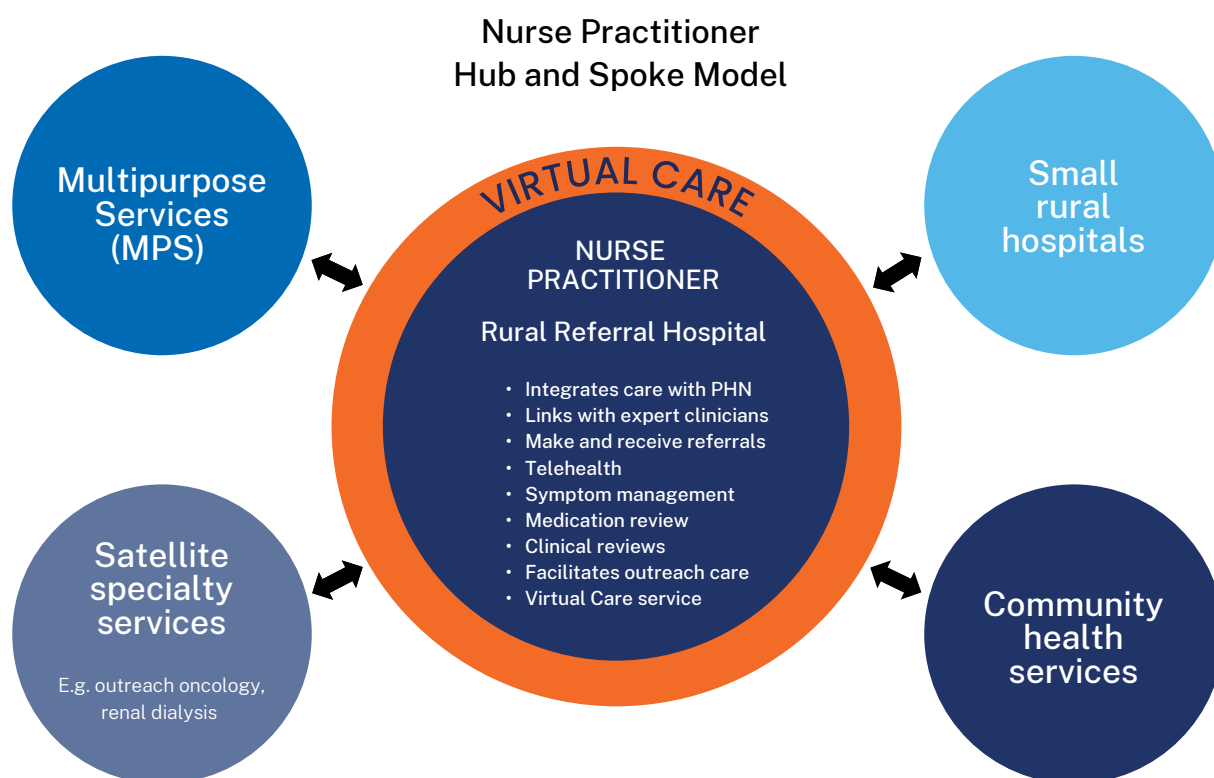 Nurse Practitioner
Hub and Spoke Model
Multipurpose
Services
(MPS)
Small
rural
hospitals
VIRTUAL CARE
NURSE
PRACTITIONER
Rural Referral Hospital
• Integrates care with PHN
• Links with expert clinicians
• Make and receive referrals
• Telehealth
• Symptom management
• Medication review
• Clinical reviews
• Facilitates outreach care
• Virtual Care service
Satellite
specialty
services
E.g. outreach oncology,
renal dialysis
Community
health
services